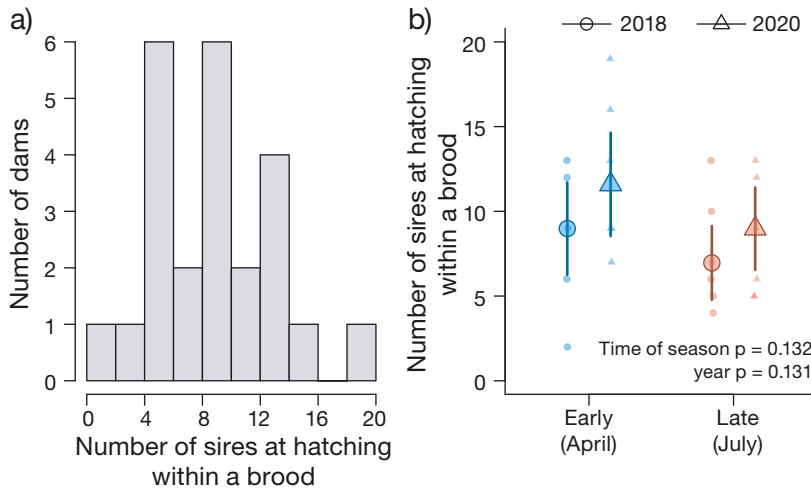 a)
Number of dams
6
5
4
3
2
1
0
0 4 8 12 16 20
Number of sires at hatching
within a brood
b)
2018 2020
Number of sires at hatching
within a brood
20
15
10
5
0
Time of season p = 0.132
year p = 0.131
Early
(April)
Late
(July)